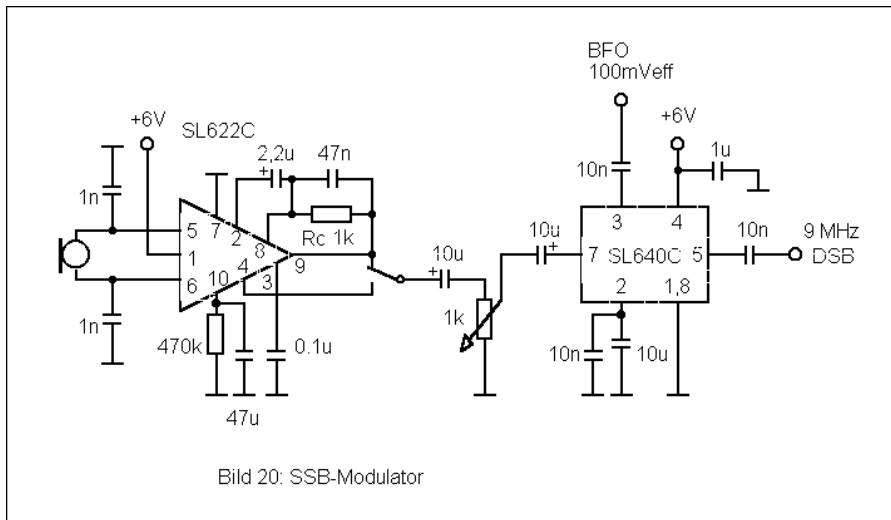 BFO
100mVeff
+6V
SL622C
+6V
2,2u
+
47n
1u
10n
1n
5
7
2
8
Rc 1k
10u
+
10u
+
3
4
10n
9 MHz
DSB
1
4
3
9
7
SL640C
5
6
10
2
1,8
1n
470k
0.1u
1k
10n
10u
47u
Bild 20: SSB-Modulator